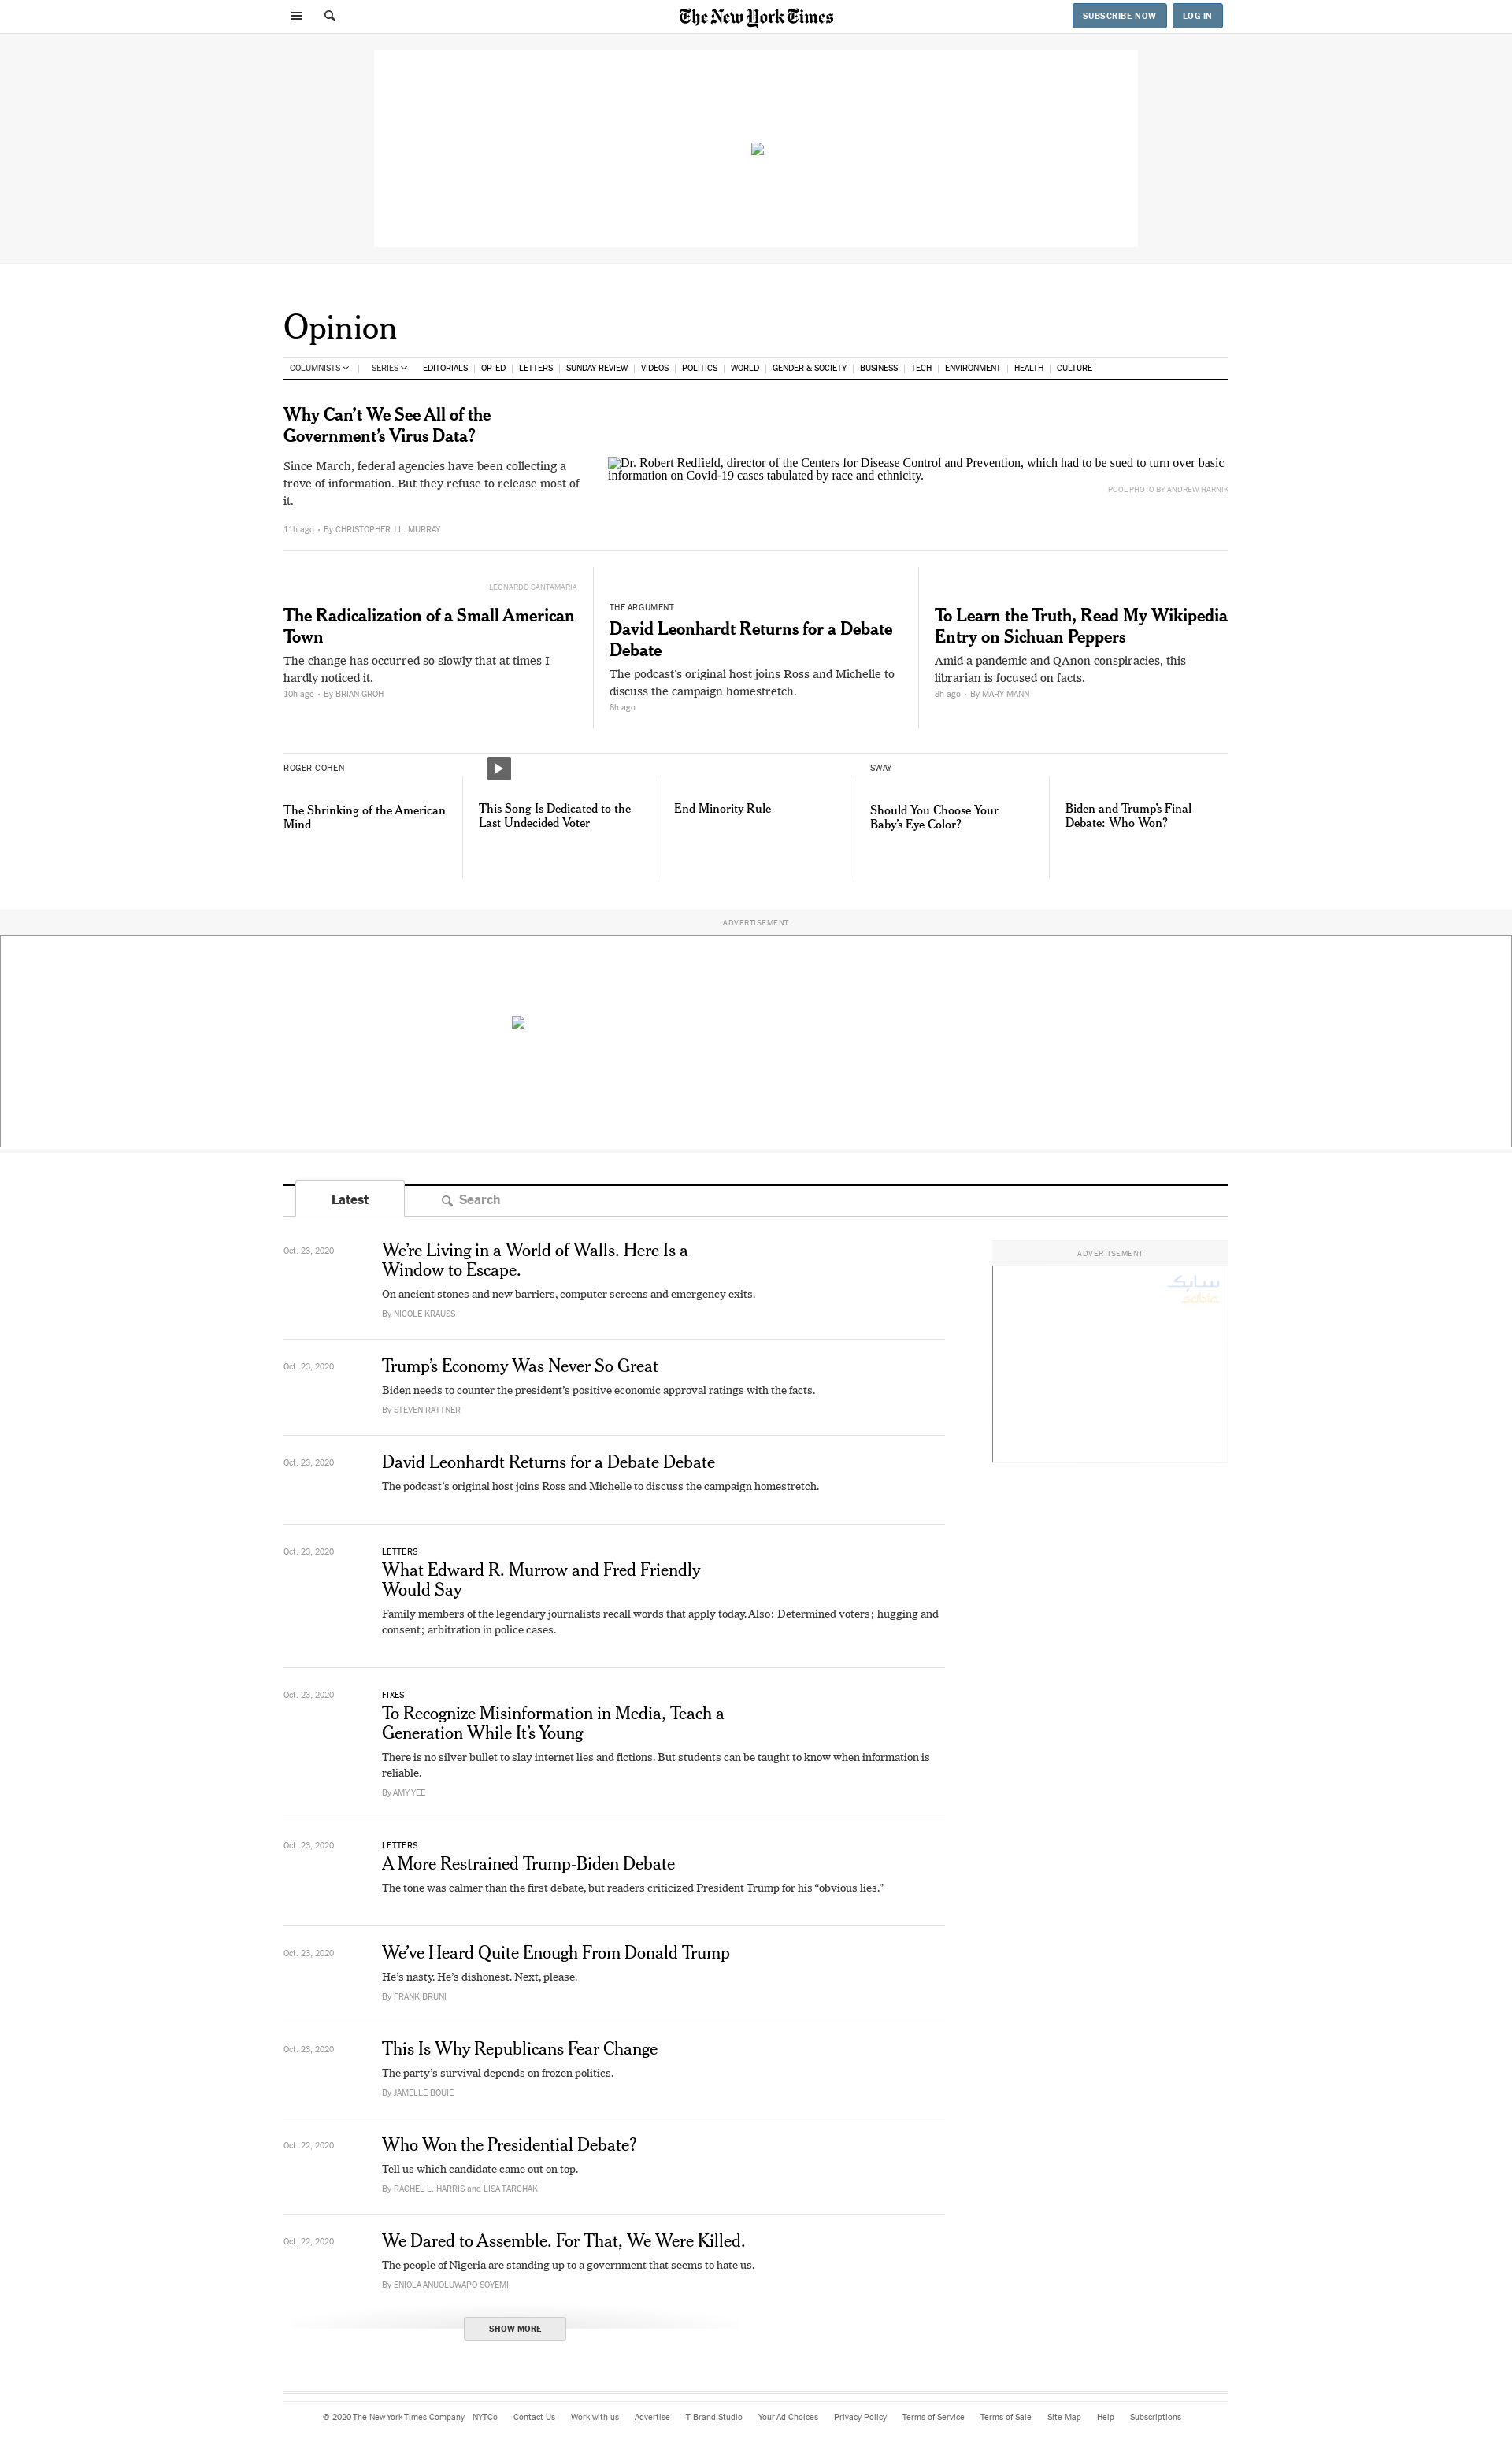 The New York Times
SUBSCRIBE NOW
LOG IN
Opinion
COLUMNISTS
SERIES
EDITORIALS
OP-ED
LETTERS
SUNDAY REVIEW
VIDEOS
POLITICS
WORLD
GENDER & SOCIETY
BUSINESS
TECH
ENVIRONMENT
HEALTH
CULTURE
Why Can’t We See All of the
Government’s Virus Data?
Since March, federal agencies have been collecting a
trove of information. But they refuse to release most of
it.
11h ago • By CHRISTOPHER J.L. MURRAY
Dr. Robert Redfield, director of the Centers for Disease Control and Prevention, which had to be sued to turn over basic
information on Covid-19 cases tabulated by race and ethnicity.
POOL PHOTO BY ANDREW HARNIK
LEONARDO SANTAMARIA
The Radicalization of a Small American
Town
The change has occurred so slowly that at times I
hardly noticed it.
10h ago • By BRIAN GROH
THE ARGUMENT
David Leonhardt Returns for a Debate
Debate
The podcast’s original host joins Ross and Michelle to
discuss the campaign homestretch.
8h ago
To Learn the Truth, Read My Wikipedia
Entry on Sichuan Peppers
Amid a pandemic and QAnon conspiracies, this
librarian is focused on facts.
8h ago • By MARY MANN
ROGER COHEN
The Shrinking of the American
Mind
This Song Is Dedicated to the
Last Undecided Voter
End Minority Rule
SWAY
Should You Choose Your
Baby’s Eye Color?
Biden and Trump’s Final
Debate: Who Won?
ADVERTISEMENT
Latest
Search
Oct. 23, 2020
We’re Living in a World of Walls. Here Is a
Window to Escape.
On ancient stones and new barriers, computer screens and emergency exits.
By NICOLE KRAUSS
ADVERTISEMENT
سابك
sabic
Oct. 23, 2020
Trump’s Economy Was Never So Great
Biden needs to counter the president’s positive economic approval ratings with the facts.
By STEVEN RATTNER
Oct. 23, 2020
David Leonhardt Returns for a Debate Debate
The podcast’s original host joins Ross and Michelle to discuss the campaign homestretch.
Oct. 23, 2020
LETTERS
What Edward R. Murrow and Fred Friendly
Would Say
Family members of the legendary journalists recall words that apply today. Also: Determined voters; hugging and
consent; arbitration in police cases.
Oct. 23, 2020
FIXES
To Recognize Misinformation in Media, Teach a
Generation While It’s Young
There is no silver bullet to slay internet lies and fictions. But students can be taught to know when information is
reliable.
By AMY YEE
Oct. 23, 2020
LETTERS
A More Restrained Trump-Biden Debate
The tone was calmer than the first debate, but readers criticized President Trump for his “obvious lies.”
Oct. 23, 2020
We’ve Heard Quite Enough From Donald Trump
He’s nasty. He’s dishonest. Next, please.
By FRANK BRUNI
Oct. 23, 2020
This Is Why Republicans Fear Change
The party’s survival depends on frozen politics.
By JAMELLE BOUIE
Oct. 22, 2020
Who Won the Presidential Debate?
Tell us which candidate came out on top.
By RACHEL L. HARRIS and LISA TARCHAK
Oct. 22, 2020
We Dared to Assemble. For That, We Were Killed.
The people of Nigeria are standing up to a government that seems to hate us.
By ENIOLA ANUOLUWAPO SOYEMI
SHOW MORE
© 2020 The New York Times Company
NYTCo
Contact Us
Work with us
Advertise
T Brand Studio
Your Ad Choices
Privacy Policy
Terms of Service
Terms of Sale
Site Map
Help
Subscriptions